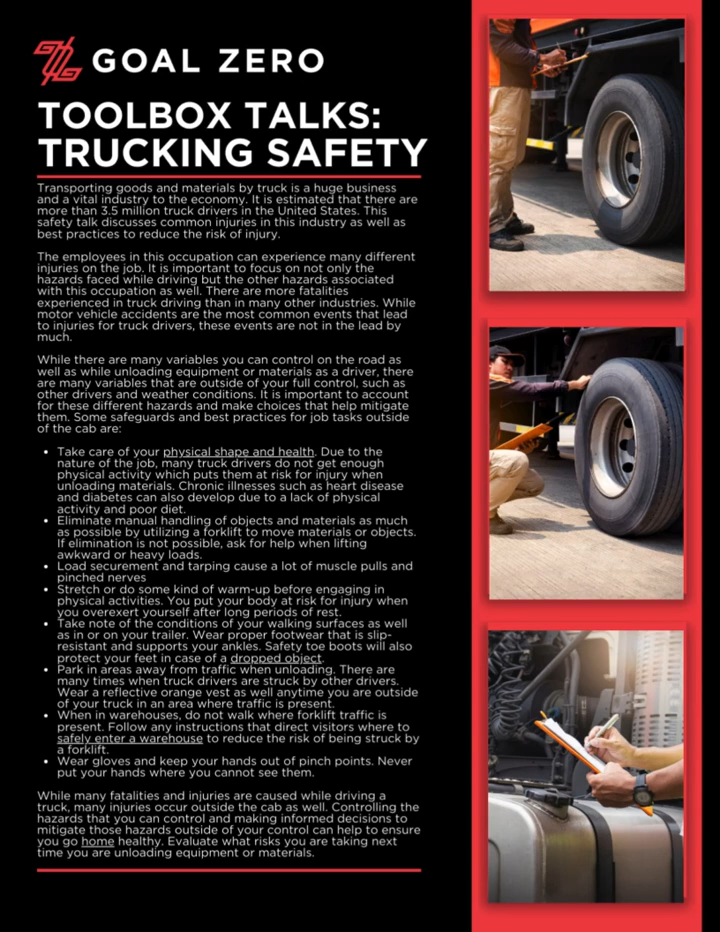 GOAL ZERO
TOOLBOX TALKS:
TRUCKING SAFETY
Transporting goods and materials by truck is a huge business
and a vital industry to the economy. It is estimated that there are
more than 3.5 million truck drivers in the United States. This
safety talk discusses common injuries in this industry as well as
best practices to reduce the risk of injury.
The employees in this occupation can experience many different
injuries on the job. It is important to focus on not only the
hazards faced while driving but the other hazards associated
with this occupation as well. There are more fatalities
experienced in truck driving than in many other industries. While
motor vehicle accidents are the most common events that lead
to injuries for truck drivers, these events are not in the lead by
much.
While there are many variables you can control on the road as
well as while unloading equipment or materials as a driver, there
are many variables that are outside of your full control, such as
other drivers and weather conditions. It is important to account
for these different hazards and make choices that help mitigate
them. Some safeguards and best practices for job tasks outside
of the cab are:
• Take care of your physical shape and health. Due to the
nature of the job, many truck drivers do not get enough
physical activity which puts them at risk for injury when
unloading materials. Chronic illnesses such as heart disease
and diabetes can also develop due to a lack of physical
activity and poor diet.
• Eliminate manual handling of objects and materials as much
as possible by utilizing a forklift to move materials or objects.
If elimination is not possible, ask for help when lifting
awkward or heavy loads.
• Load securement and tarping cause a lot of muscle pulls and
pinched nerves
• Stretch or do some kind of warm-up before engaging in
physical activities. You put your body at risk for injury when
you overexert yourself after long periods of rest.
• Take note of the conditions of your walking surfaces as well
as in or on your trailer. Wear proper footwear that is slip-
resistant and supports your ankles. Safety toe boots will also
protect your feet in case of a dropped object.
• Park in areas away from traffic when unloading. There are
many times when truck drivers are struck by other drivers.
Wear a reflective orange vest as well anytime you are outside
of your truck in an area where traffic is present.
• When in warehouses, do not walk where forklift traffic is
present. Follow any instructions that direct visitors where to
safely enter a warehouse to reduce the risk of being struck by
a forklift.
• Wear gloves and keep your hands out of pinch points. Never
put your hands where you cannot see them.
While many fatalities and injuries are caused while driving a
truck, many injuries occur outside the cab as well. Controlling the
hazards that you can control and making informed decisions to
mitigate those hazards outside of your control can help to ensure
you go home healthy. Evaluate what risks you are taking next
time you are unloading equipment or materials.